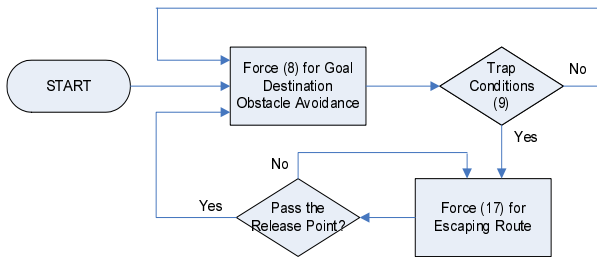 START
Force (8) for Goal
Destination
Obstacle Avoidance
Trap
Conditions
(9)
No
Yes
No
Yes
Pass the
Release Point?
Force (17) for
Escaping Route